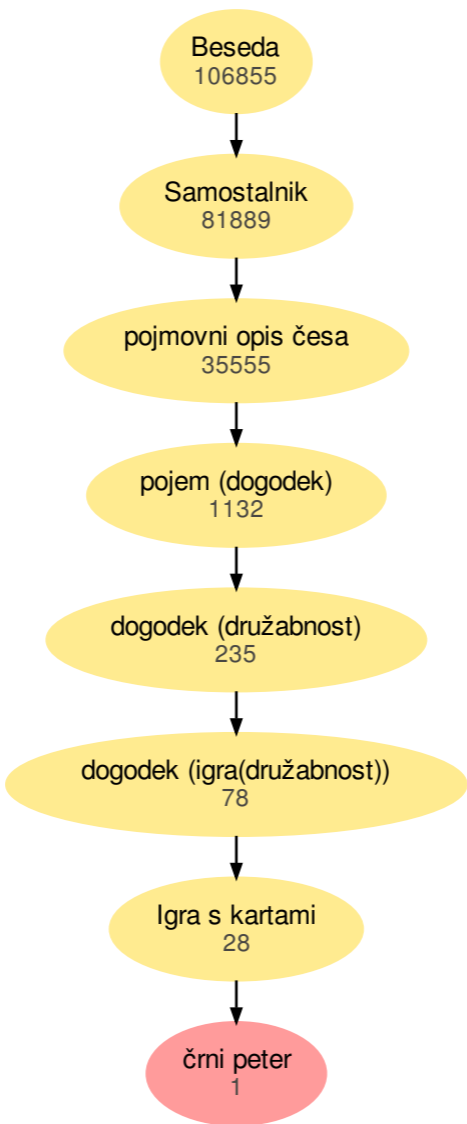 Beseda
106855
Samostalnik
81889
pojmovni opis česa
35555
pojem (dogodek)
1132
dogodek (družabnost)
235
dogodek (igra(družabnost))
78
Igra s kartami
28
črni peter
1